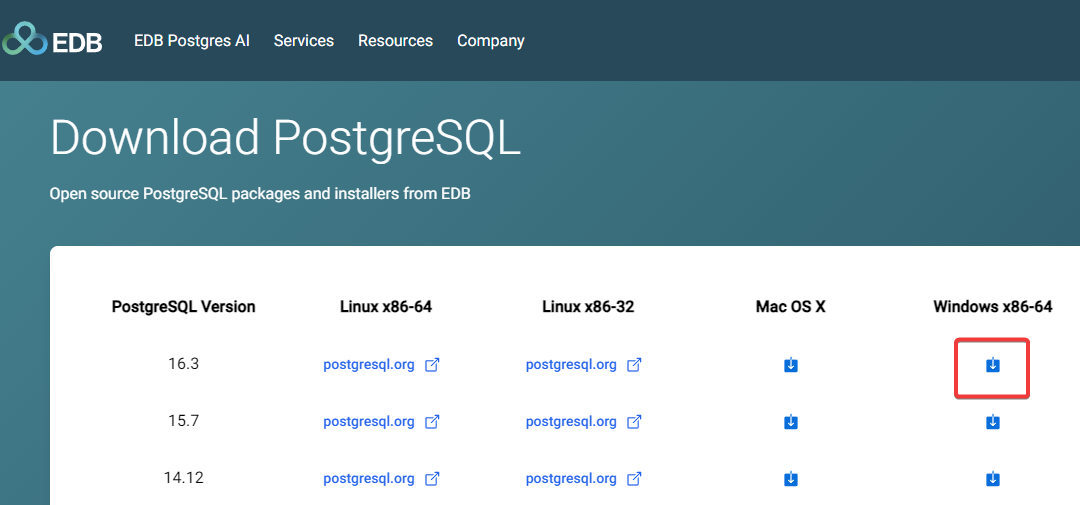 EDB EDB Postgres AI Services Resources Company
Download PostgreSQL
Open source PostgreSQL packages and installers from EDB
PostgreSQL Version Linux x86-64 Linux x86-32 Mac OS X Windows x86-64
16.3 postgresql.org postgresql.org
15.7 postgresql.org postgresql.org
14.12 postgresql.org postgresql.org